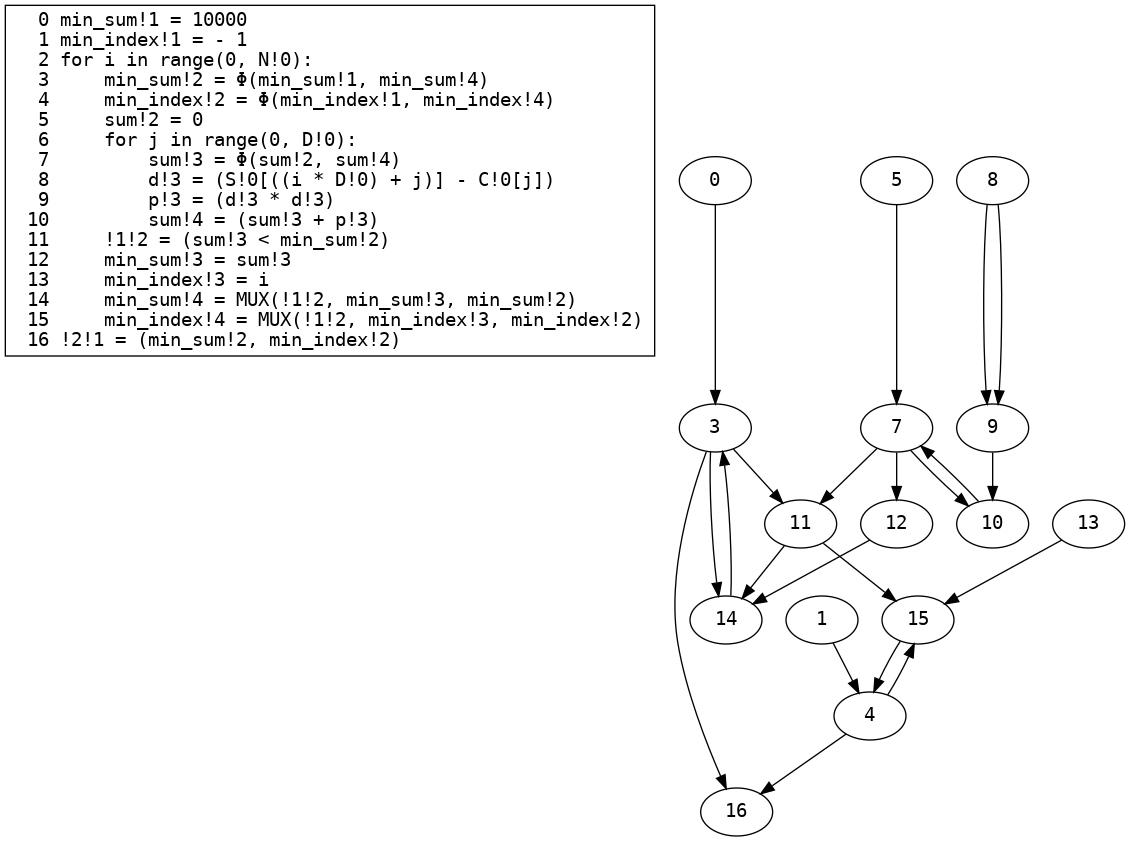 0 min_sum!1 = 10000
1 min_index!1 = - 1
2 for i in range(0, N!0):
3     min_sum!2 = Φ(min_sum!1, min_sum!4)
4     min_index!2 = Φ(min_index!1, min_index!4)
5     sum!2 = 0
6     for j in range(0, D!0):
7         sum!3 = Φ(sum!2, sum!4)
8         d!3 = (S!0[((i * D!0) + j)] - C!0[j])
9         p!3 = (d!3 * d!3)
10         sum!4 = (sum!3 + p!3)
11     !1!2 = (sum!3 < min_sum!2)
12     min_sum!3 = sum!3
13     min_index!3 = i
14     min_sum!4 = MUX(!1!2, min_sum!3, min_sum!2)
15     min_index!4 = MUX(!1!2, min_index!3, min_index!2)
16 !2!1 = (min_sum!2, min_index!2)
0 5 8
3 7 9
11 12 10 13
14 1 15
4
16